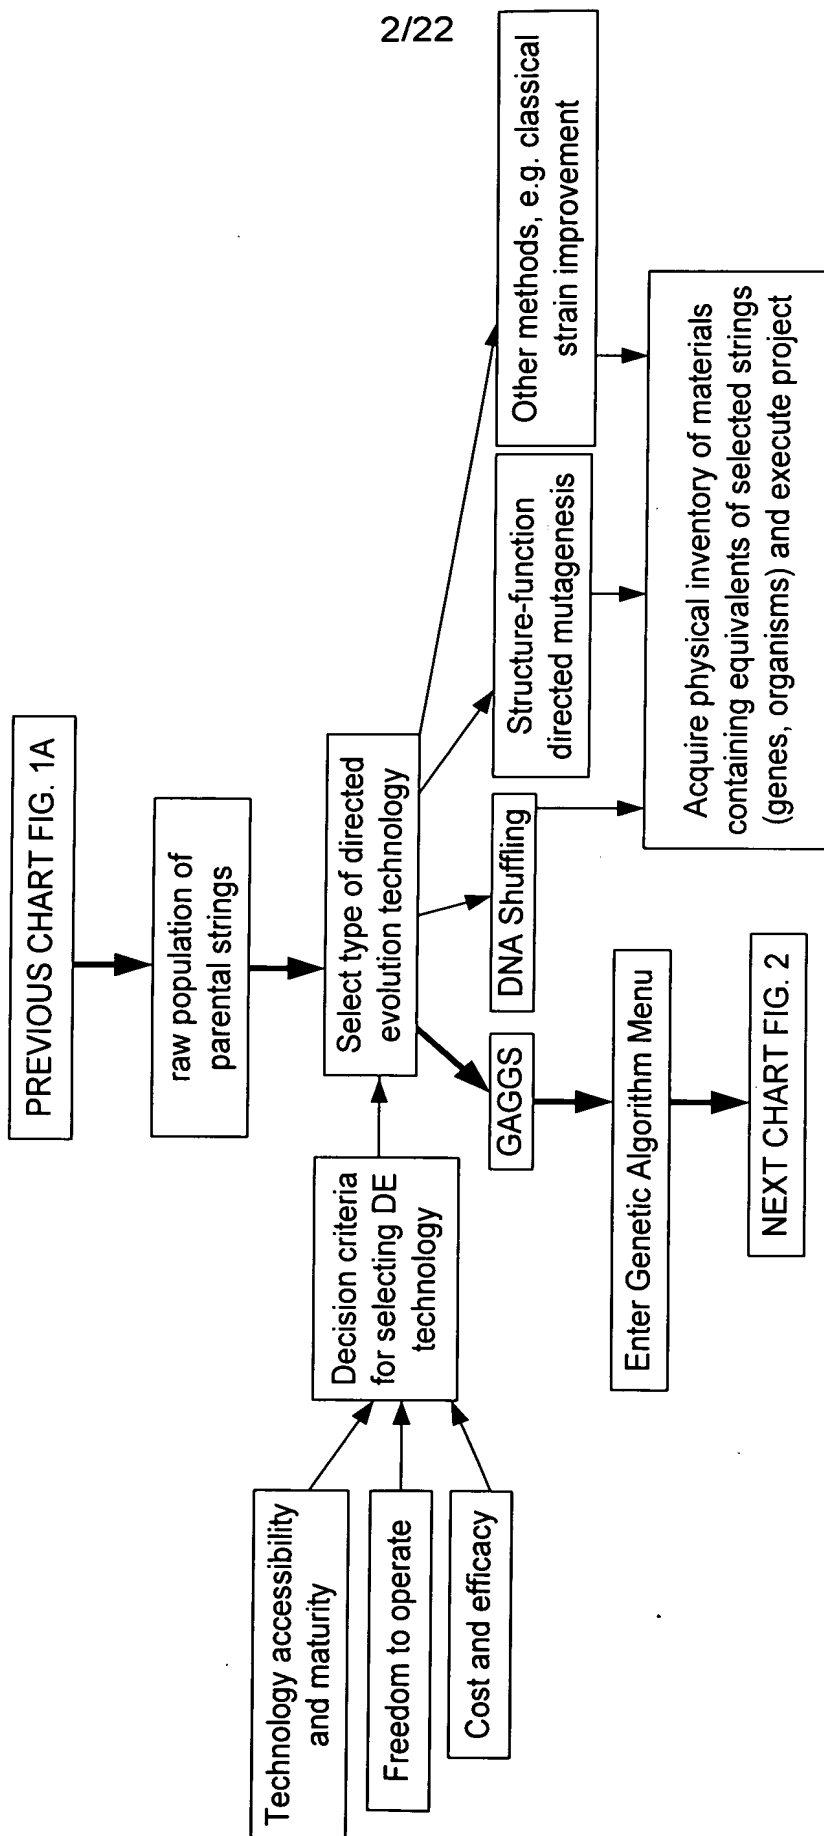 2/22
PREVIOUS CHART FIG. 1A
raw population of
parental strings
Technology accessibility
and maturity
Freedom to operate
Cost and efficacy
Decision criteria
for selecting DE
technology
Select type of directed
evolution technology
GAGGS
DNA Shuffling
Structure-function
directed mutagenesis
Other methods, e.g. classical
strain improvement
Enter Genetic Algorithm Menu
NEXT CHART FIG. 2
Acquire physical inventory of materials
containing equivalents of selected strings
(genes, organisms) and execute project